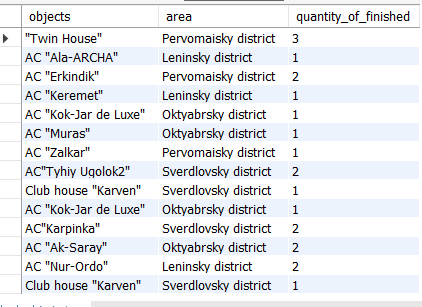 objects area quantity_of_finished
"Twin House" Pervomaisky district 3
AC "Ala-ARCHA" Leninsky district 1
AC "Erkindik" Pervomaisky district 2
AC "Keremet" Leninsky district 1
AC "Kok-Jar de Luxe" Oktyabrsky district 1
AC "Muras" Oktyabrsky district 1
AC "Zalkar" Pervomaisky district 1
AC"Tyhiy Ugolok2" Sverdlovsky district 2
Club house "Karven" Sverdlovsky district 1
AC "Kok-Jar de Luxe" Oktyabrsky district 1
AC"Karpinka" Sverdlovsky district 2
AC "Ak-Saray" Oktyabrsky district 2
AC "Nur-Ordo" Leninsky district 2
Club house "Karven" Sverdlovsky district 1